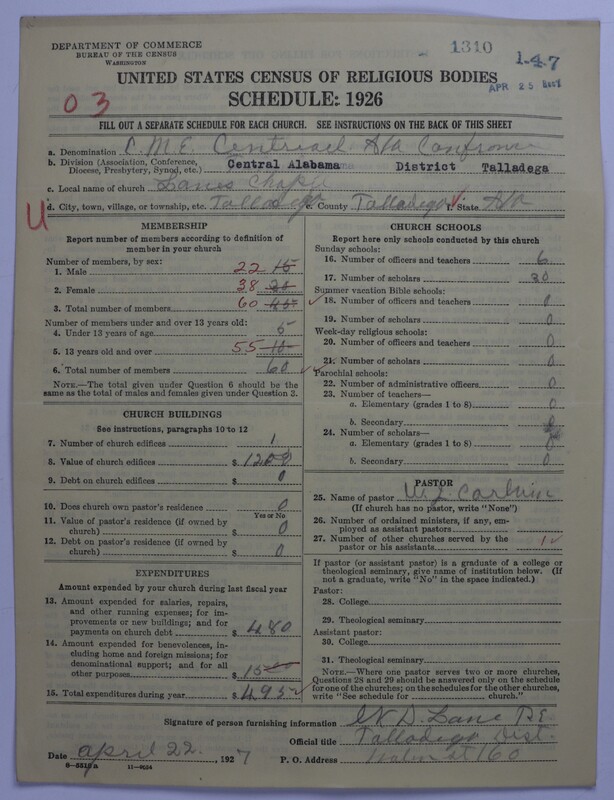 DEPARTMENT OF COMMERCE
BUREAU OF THE CENSUS
WASHINGTON
1310
1.47
APR 25
UNITED STATES CENSUS OF RELIGIOUS BODIES
SCHEDULE: 1926
03
FILL OUT A SEPARATE SCHEDULE FOR EACH CHURCH. SEE INSTRUCTIONS ON THE BACK OF THIS SHEET
a. Denomination C. M. E. Ala
b. Division (Association, Conference, Diocese, Presbytery, Synod, etc.) Central Alabama District Talladega
c. Local name of church Lanes
d. City, town, village, or township, etc. Talladega e. County Talladega f. State Ala
U
MEMBERSHIP
Report number of members according to definition of member in your church
Number of members, by sex:
1. Male 22 15
2. Female 38
3. Total number of members 60
Number of members under and over 13 years old:
4. Under 13 years of age 5
5. 13 years old and over 55
6. Total number of members 60
NOTE.—The total given under Question 6 should be the same as the total of males and females given under Question 3.
CHURCH BUILDINGS
See instructions, paragraphs 10 to 12
7. Number of church edifices 1
8. Value of church edifices $
9. Debt on church edifices $ 0
10. Does church own pastor's residence 0
Yes or No
11. Value of pastor's residence (if owned by church) $ 0
12. Debt on pastor's residence (if owned by church) $ 0
EXPENDITURES
Amount expended by your church during last fiscal year
13. Amount expended for salaries, repairs, and other running expenses; for improvements or new buildings; and for payments on church debt $ 480
14. Amount expended for benevolences, including home and foreign missions; for denominational support; and for all other purposes $ 15
15. Total expenditures during year $ 495
CHURCH SCHOOLS
Report here only schools conducted by this church
Sunday schools:
16. Number of officers and teachers 6
17. Number of scholars
Summer vacation Bible schools:
18. Number of officers and teachers 0
19. Number of scholars 0
Week-day religious schools:
20. Number of officers and teachers 0
21. Number of scholars 0
Parochial schools:
22. Number of administrative officers 0
23. Number of teachers—
a. Elementary (grades 1 to 8) 0
b. Secondary
24. Number of scholars—
a. Elementary (grades 1 to 8)
b. Secondary 0
PASTOR
25. Name of pastor
(If church has no pastor, write "None")
26. Number of ordained ministers, if any, employed as assistant pastors
27. Number of other churches served by the pastor or his assistants 1
If pastor (or assistant pastor) is a graduate of a college or theological seminary, give name of institution below. (If not a graduate, write "No" in the space indicated.)
Pastor:
28. College
29. Theological seminary
Assistant pastor:
30. College
31. Theological seminary
NOTE.—Where one pastor serves two or more churches, Questions 28 and 29 should be answered only on the schedule for one of the churches; on the schedules for the other churches, write "See schedule for church."
Signature of person furnishing information D. Lane P.E.
Official title Talladega Dist.
Date April 22. 1927 P. O. Address 160
8—5319a 11—9034